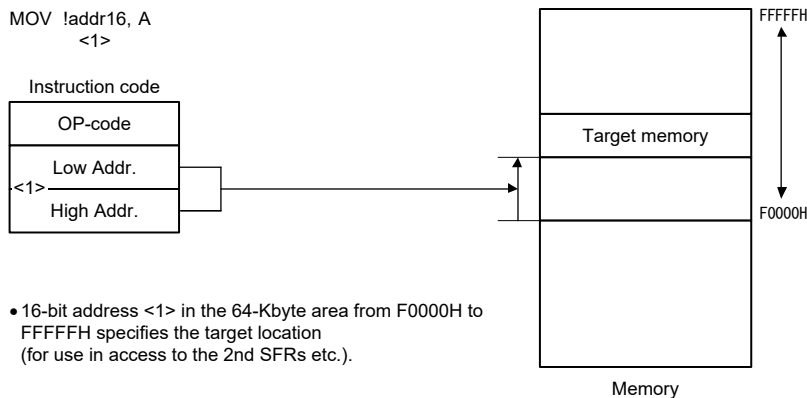 MOV !addr16, A
<1>
Instruction code
OP-code
Low Addr.
<1>
High Addr.
• 16-bit address <1> in the 64-Kbyte area from F0000H to
FFFFFH specifies the target location
(for use in access to the 2nd SFRs etc.).
FFFFFH
Target memory
F0000H
Memory